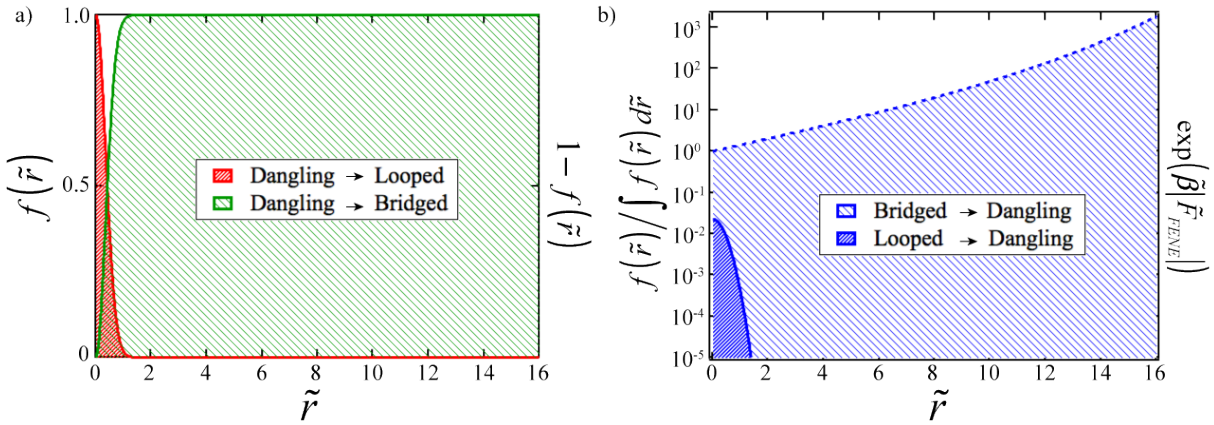 a)
f(r̃)
1.0
0.5
0
Dangling → Looped
Dangling → Bridged
1 − f(r̃)
0 2 4 6 8 10 12 14 16
r̃
b)
f(r̃)/∫ f(r̃) dr̃
10³
10²
10¹
10⁰
10⁻¹
10⁻²
10⁻³
10⁻⁴
10⁻⁵
Bridged → Dangling
Looped → Dangling
exp(β̃|F̃_FENE|)
0 2 4 6 8 10 12 14 16
r̃